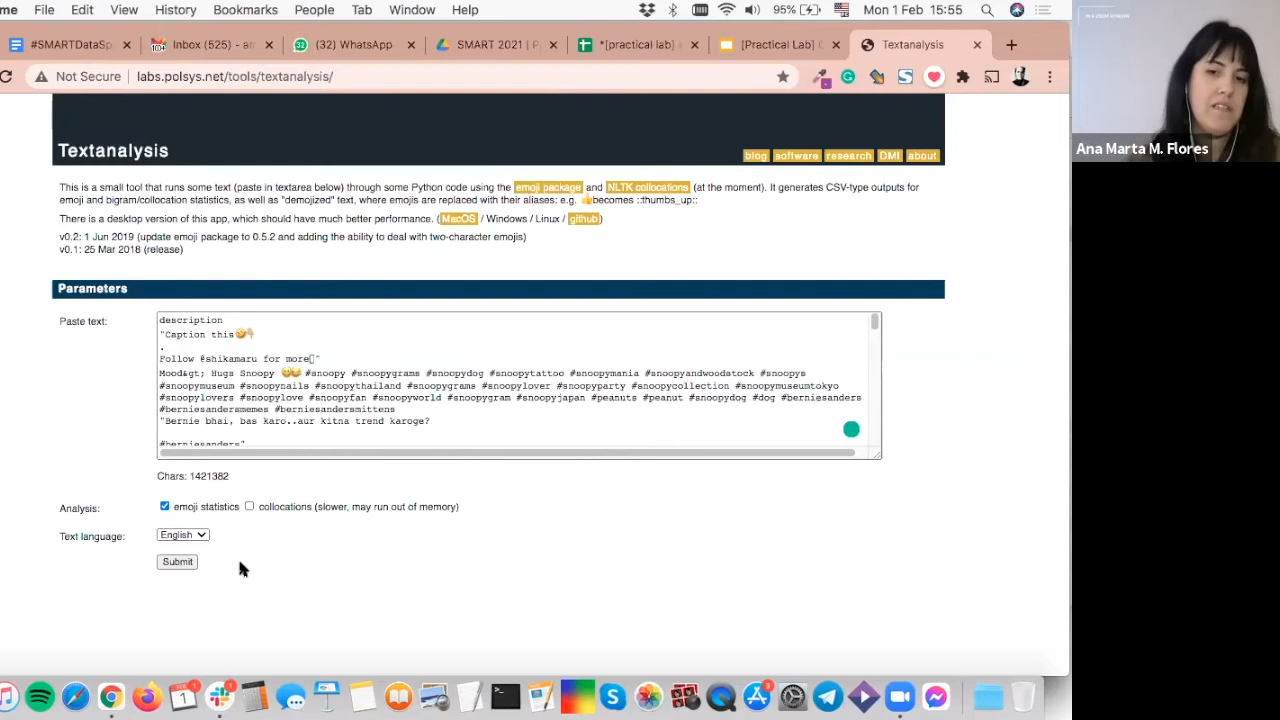 me File Edit View History Bookmarks People Tab Window Help 95% Mon 1 Feb 15:55
#SMARTDataSp Inbox (525) - am (32) WhatsApp SMART 2021 | P *[practical lab] a [Practical Lab] C Textanalysis
Not Secure labs.polsys.net/tools/textanalysis/
Textanalysis
blog software research DMI about
This is a small tool that runs some text (paste in textarea below) through some Python code using the emoji package and NLTK collocations (at the moment). It generates CSV-type outputs for
emoji and bigram/collocation statistics, as well as "demojized" text, where emojis are replaced with their aliases: e.g. 👍becomes ::thumbs_up::
There is a desktop version of this app, which should have much better performance. (MacOS / Windows / Linux / github)
v0.2: 1 Jun 2019 (update emoji package to 0.5.2 and adding the ability to deal with two-character emojis)
v0.1: 25 Mar 2018 (release)
Parameters
Paste text:
description
"Caption this🤣👇🏼
.
Follow @shikamaru for more"
Mood&gt; Hugs Snoopy 😂😂 #snoopy #snoopygrams #snoopydog #snoopytattoo #snoopymania #snoopyandwoodstock #snoopys
#snoopymuseum #snoopynails #snoopythailand #snoopygrams #snoopylover #snoopyparty #snoopycollection #snoopymuseumtokyo
#snoopylovers #snoopylove #snoopyfan #snoopyworld #snoopygram #snoopyjapan #peanuts #peanut #snoopydog #dog #berniesanders
#berniesandersmemes #berniesandersmittens
"Bernie bhai, bas karo..aur kitna trend karoge?
#berniesanders"
Chars: 1421382
Analysis: emoji statistics collocations (slower, may run out of memory)
Text language: English
Submit
Ana Marta M. Flores